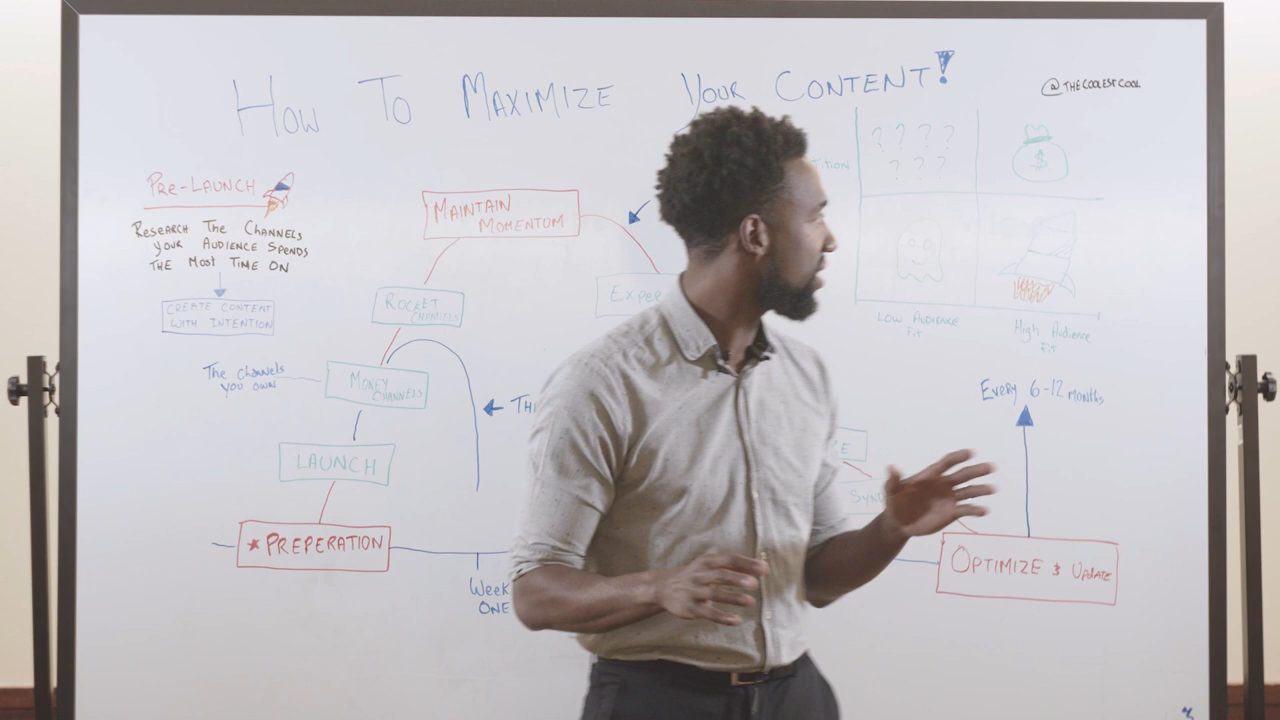 How To Maximize Your Content!
@THECOOLESTCOOL
Pre-Launch
Research The Channels
Your Audience Spends
The Most Time On
Create Content
With Intention
Maintain
Momentum
Rocket
Channels
The Channels
you own
Money
Channels
Launch
★ Preperation
Week
One
? ? ? ?
? ? ?
$
Low Audience
Fit
High Audience
Fit
Every 6-12 months
Optimize & Update